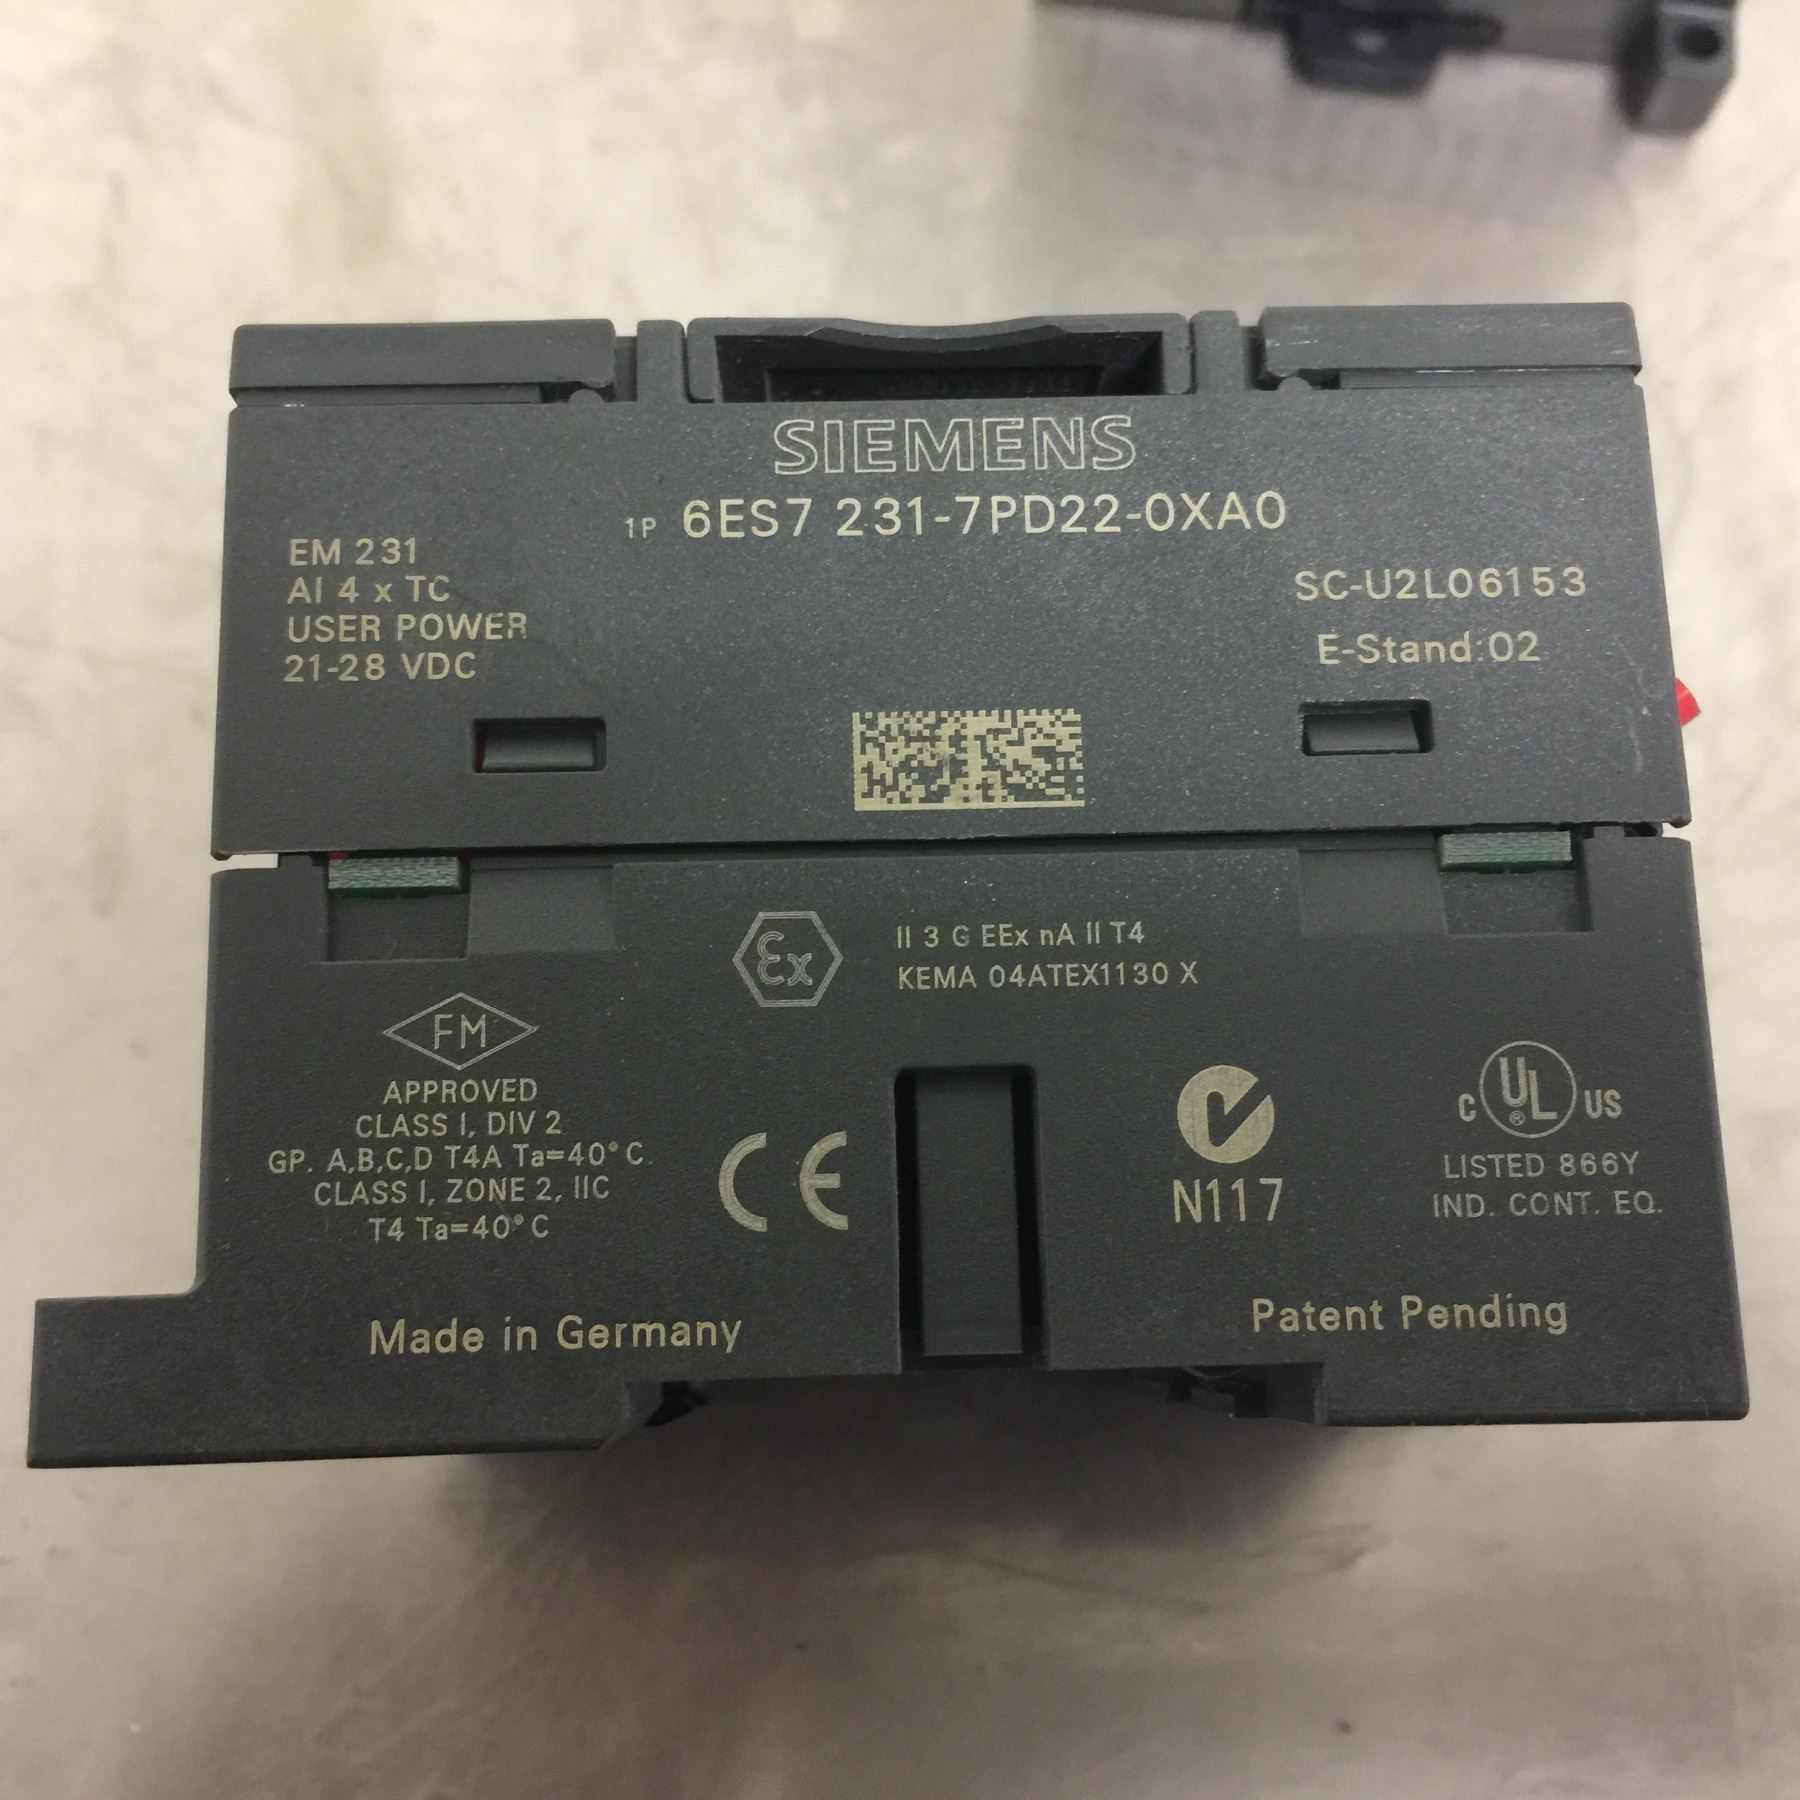 SIEMENS
1P 6ES7 231-7PD22-0XA0
EM 231
AI 4 x TC
USER POWER
21-28 VDC
SC-U2L06153
E-Stand:02
Ex
II 3 G EEx nA II T4
KEMA 04ATEX1130 X
FM
APPROVED
CLASS I, DIV 2
GP. A,B,C,D T4A Ta=40°C
CLASS I, ZONE 2, IIC
T4 Ta=40°C
CE
N117
C UL ® US
LISTED 866Y
IND. CONT. EQ.
Made in Germany
Patent Pending